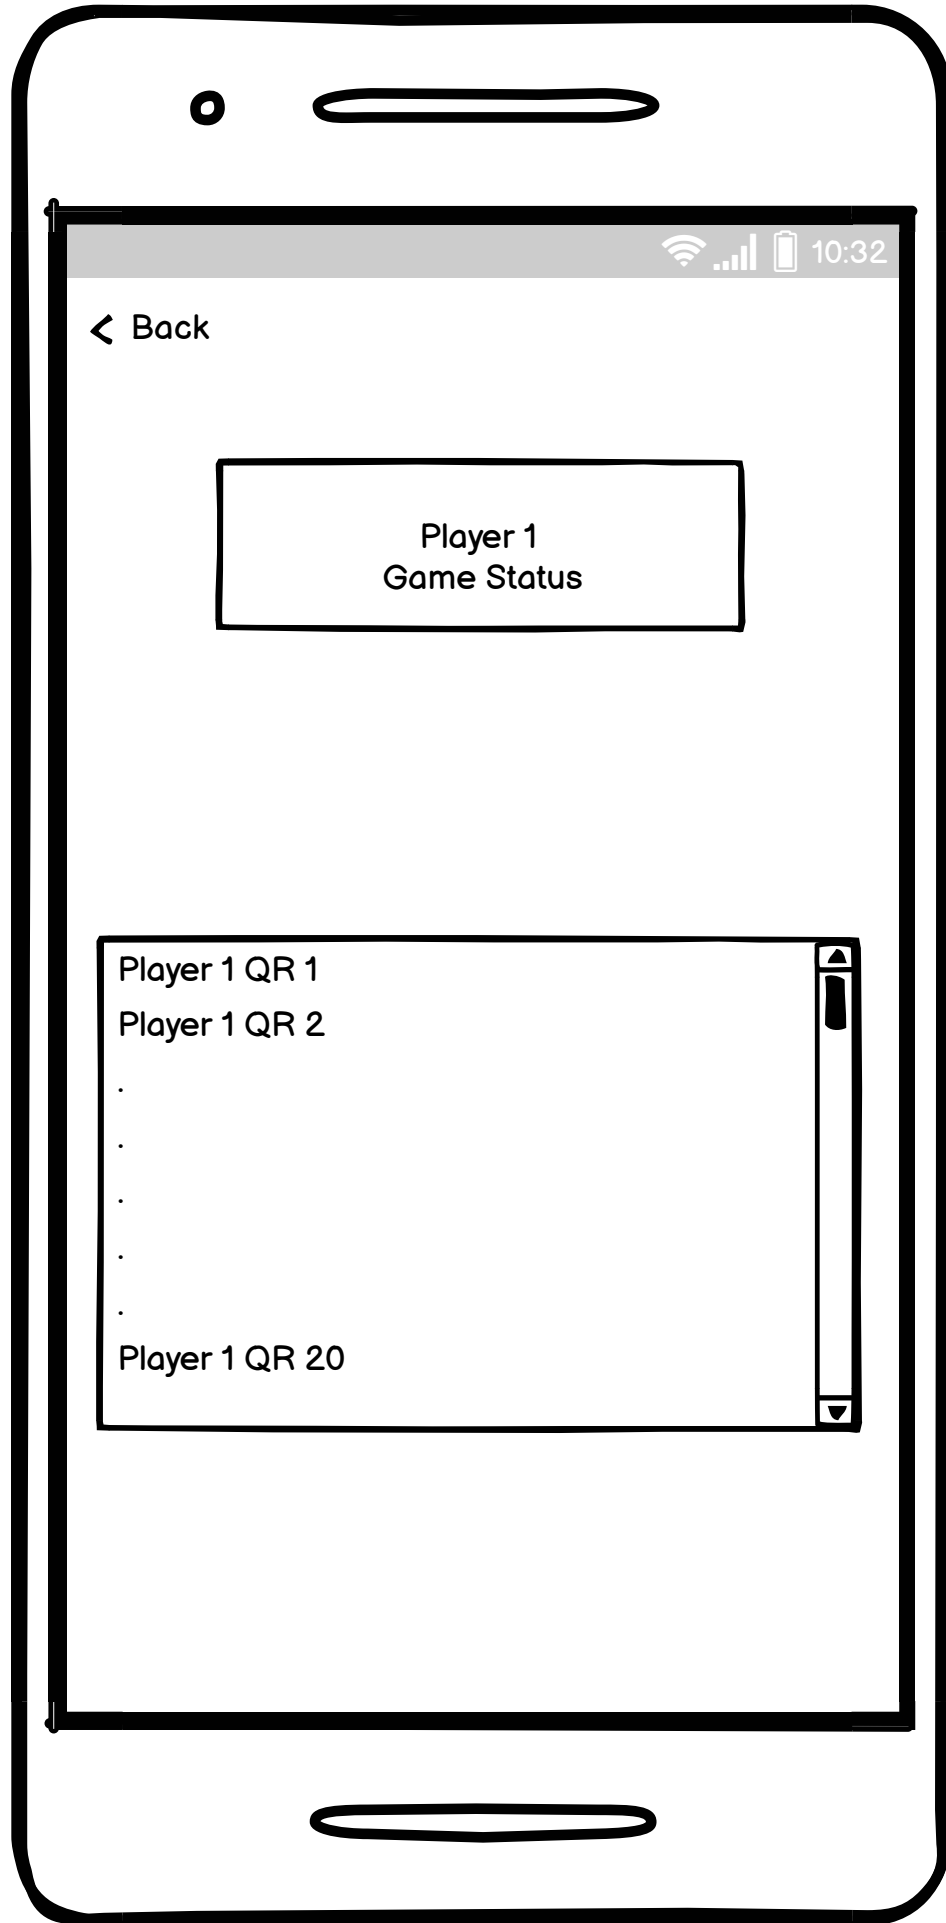 10:32
Back
Player 1
Game Status
Player 1 QR 1
Player 1 QR 2
.
.
.
.
.
Player 1 QR 20